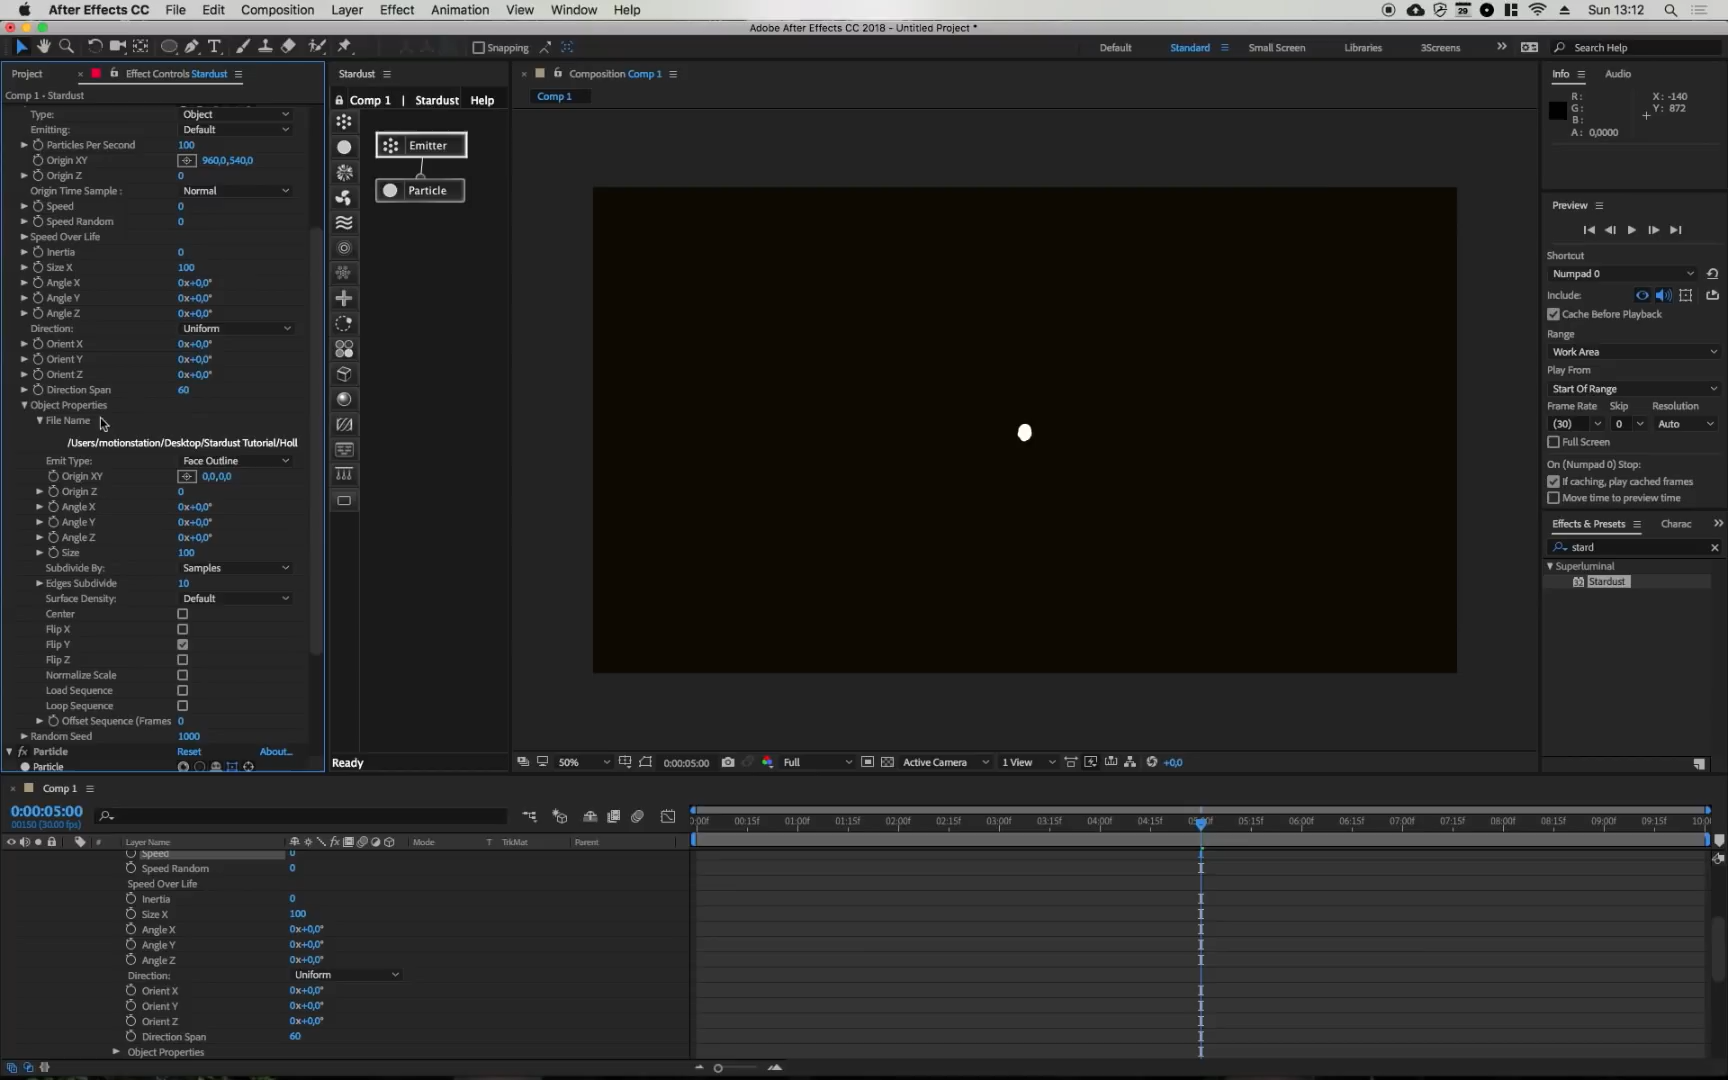 After Effects CC File Edit Composition Layer Effect Animation View Window Help 29 Sun 13:12
Adobe After Effects CC 2018 - Untitled Project *
Snapping Default Standard Small Screen Libraries 3Screens Search Help
Project Effect Controls Stardust
Comp 1 • Stardust
Type: Object
Emitting: Default
Particles Per Second 100
Origin XY 960,0,540,0
Origin Z 0
Origin Time Sample : Normal
Speed 0
Speed Random 0
Speed Over Life
Inertia 0
Size X 100
Angle X 0x+0,0°
Angle Y 0x+0,0°
Angle Z 0x+0,0°
Direction: Uniform
Orient X 0x+0,0°
Orient Y 0x+0,0°
Orient Z 0x+0,0°
Direction Span 60
Object Properties
File Name
/Users/motionstation/Desktop/Stardust Tutorial/Holl
Emit Type: Face Outline
Origin XY 0,0,0,0
Origin Z 0
Angle X 0x+0,0°
Angle Y 0x+0,0°
Angle Z 0x+0,0°
Size 100
Subdivide By: Samples
Edges Subdivide 10
Surface Density: Default
Center
Flip X
Flip Y
Flip Z
Normalize Scale
Load Sequence
Loop Sequence
Offset Sequence (Frames 0
Random Seed 1000
fx Particle Reset About...
Particle
Stardust
Comp 1 | Stardust Help
Emitter
Particle
Ready
Composition Comp 1
Comp 1
50% 0:00:05:00 Full Active Camera 1 View +0,0
Info Audio
R: X: -140
G: Y: 872
B:
A: 0,0000
Preview
Shortcut
Numpad 0
Include:
Cache Before Playback
Range
Work Area
Play From
Start Of Range
Frame Rate Skip Resolution
(30) 0 Auto
Full Screen
On (Numpad 0) Stop:
If caching, play cached frames
Move time to preview time
Effects & Presets Charac
stard
Superluminal
32 Stardust
Comp 1
0:00:05:00
00150 (30.00 fps)
# Layer Name fx Mode T TrkMat Parent
:00f 00:15f 01:00f 01:15f 02:00f 02:15f 03:00f 03:15f 04:00f 04:15f 05:00f 05:15f 06:00f 06:15f 07:00f 07:15f 08:00f 08:15f 09:00f 09:15f 10:0
Speed 0
Speed Random 0
Speed Over Life
Inertia 0
Size X 100
Angle X 0x+0,0°
Angle Y 0x+0,0°
Angle Z 0x+0,0°
Direction: Uniform
Orient X 0x+0,0°
Orient Y 0x+0,0°
Orient Z 0x+0,0°
Direction Span 60
Object Properties